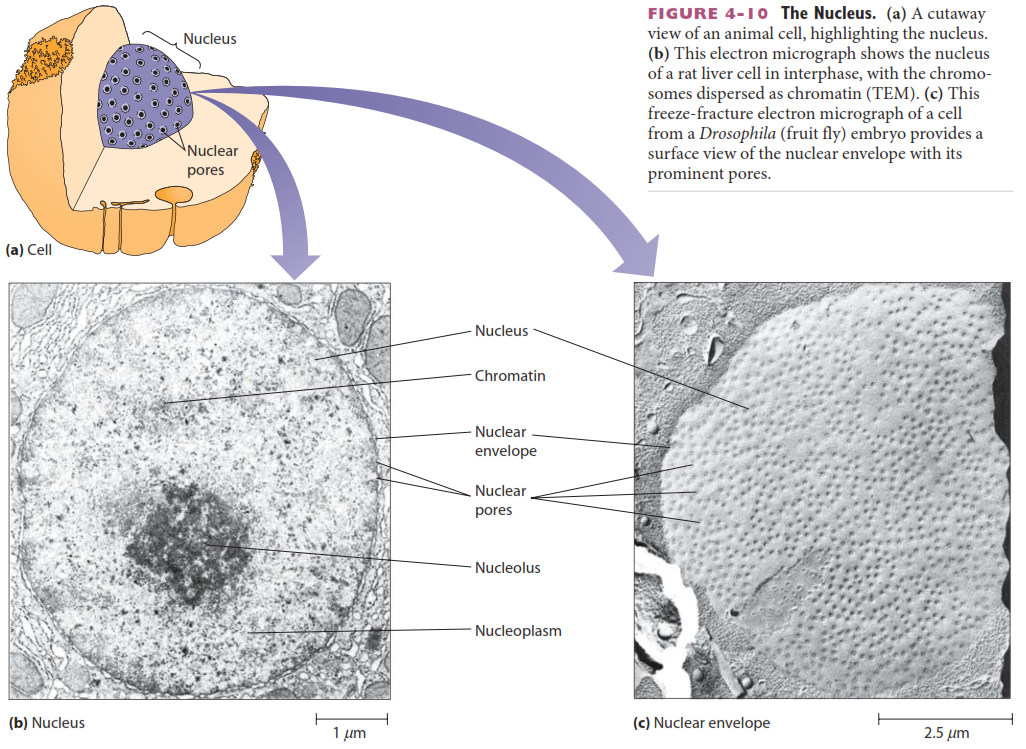 FIGURE 4-10 The Nucleus. (a) A cutaway
view of an animal cell, highlighting the nucleus.
(b) This electron micrograph shows the nucleus
of a rat liver cell in interphase, with the chromo-
somes dispersed as chromatin (TEM). (c) This
freeze-fracture electron micrograph of a cell
from a Drosophila (fruit fly) embryo provides a
surface view of the nuclear envelope with its
prominent pores.
Nucleus
Nuclear
pores
(a) Cell
Nucleus
Chromatin
Nuclear
envelope
Nuclear
pores
Nucleolus
Nucleoplasm
(b) Nucleus
1 μm
(c) Nuclear envelope
2.5 μm